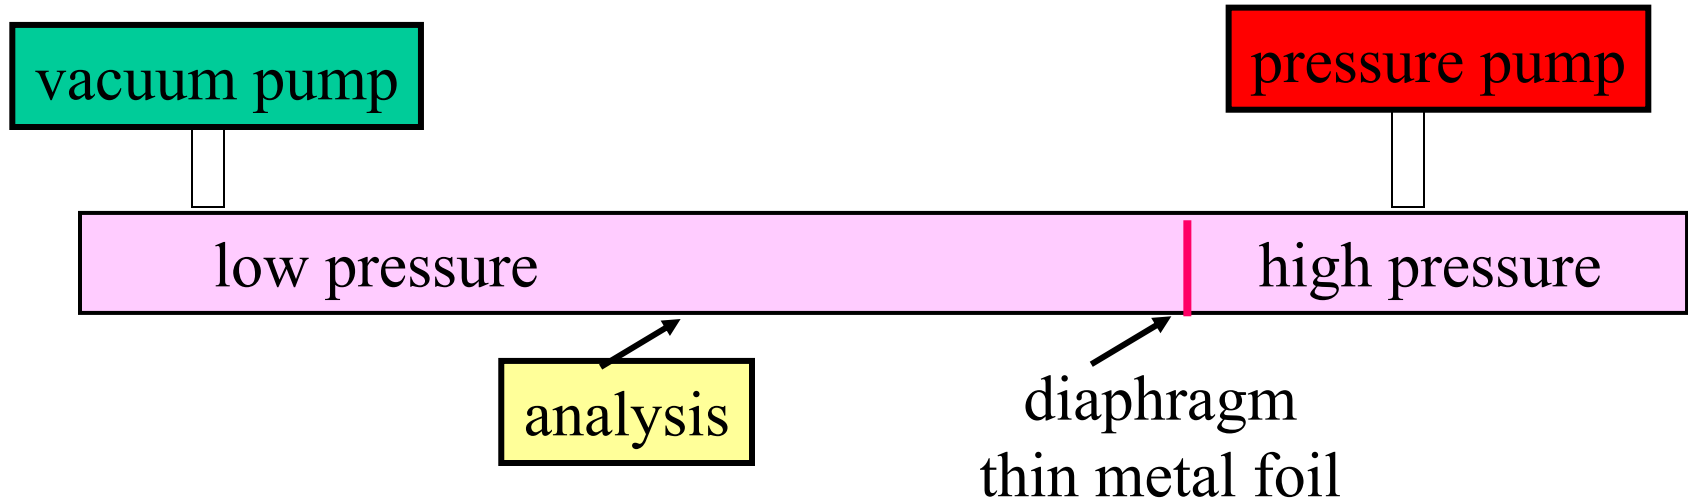 vacuum pump
pressure pump
low pressure
high pressure
analysis
diaphragm
thin metal foil